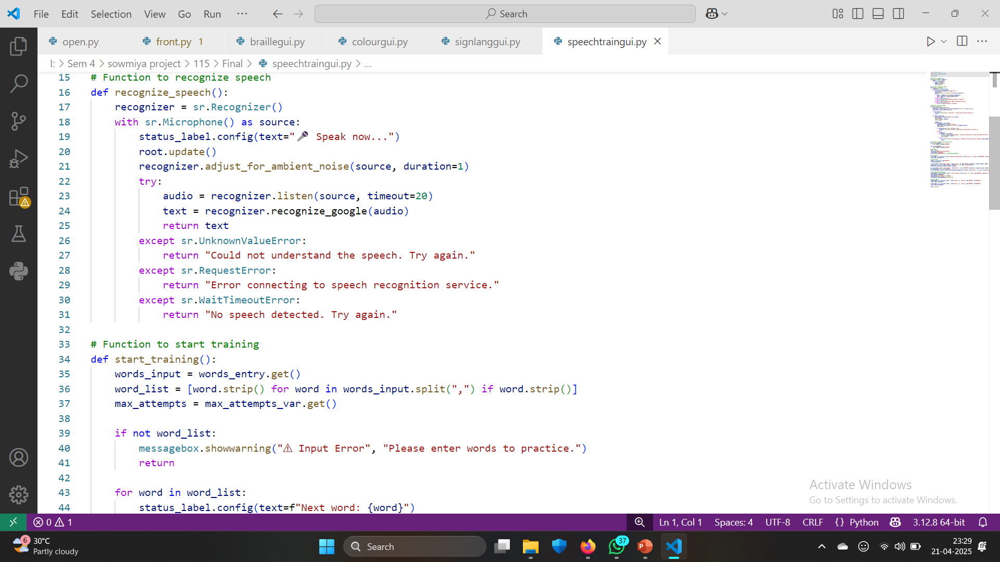 File Edit Selection View Go Run ··· Search
open.py front.py 1 braillegui.py colourgui.py signlanggui.py speechtraingui.py
I: > Sem 4 > sowmiya project > 115 > Final > speechtraingui.py > ...
15 # Function to recognize speech
16 def recognize_speech():
17 recognizer = sr.Recognizer()
18 with sr.Microphone() as source:
19 status_label.config(text="🎤 Speak now...")
20 root.update()
21 recognizer.adjust_for_ambient_noise(source, duration=1)
22 try:
23 audio = recognizer.listen(source, timeout=20)
24 text = recognizer.recognize_google(audio)
25 return text
26 except sr.UnknownValueError:
27 return "Could not understand the speech. Try again."
28 except sr.RequestError:
29 return "Error connecting to speech recognition service."
30 except sr.WaitTimeoutError:
31 return "No speech detected. Try again."
32
33 # Function to start training
34 def start_training():
35 words_input = words_entry.get()
36 word_list = [word.strip() for word in words_input.split(",") if word.strip()]
37 max_attempts = max_attempts_var.get()
38
39 if not word_list:
40 messagebox.showwarning("⚠ Input Error", "Please enter words to practice.")
41 return
42
43 for word in word_list:
44 status_label.config(text=f"Next word: {word}")
Activate Windows
Go to Settings to activate Windows.
0 1 Ln 1, Col 1 Spaces: 4 UTF-8 CRLF {} Python 3.12.8 64-bit
6 30°C
Partly cloudy
Search
37
P
23:29
21-04-2025